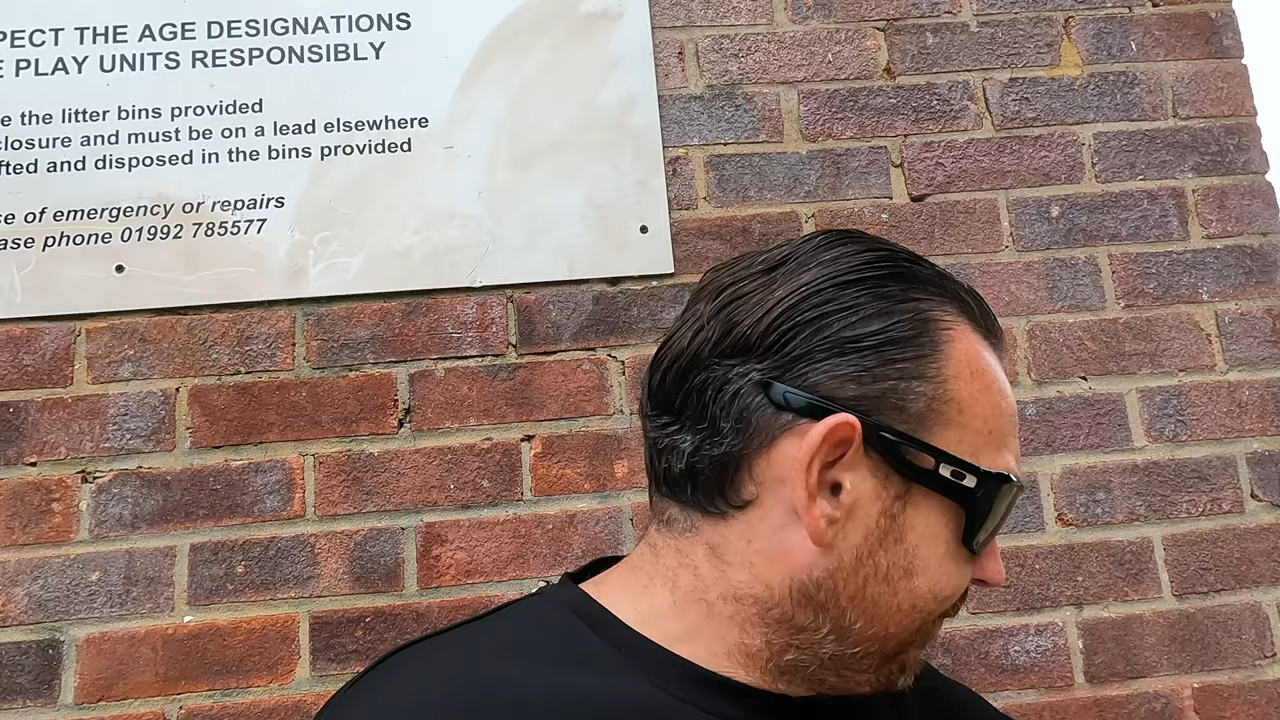 PECT THE AGE DESIGNATIONS
E PLAY UNITS RESPONSIBLY
e the litter bins provided
closure and must be on a lead elsewhere
fted and disposed in the bins provided
se of emergency or repairs
ase phone 01992 785577